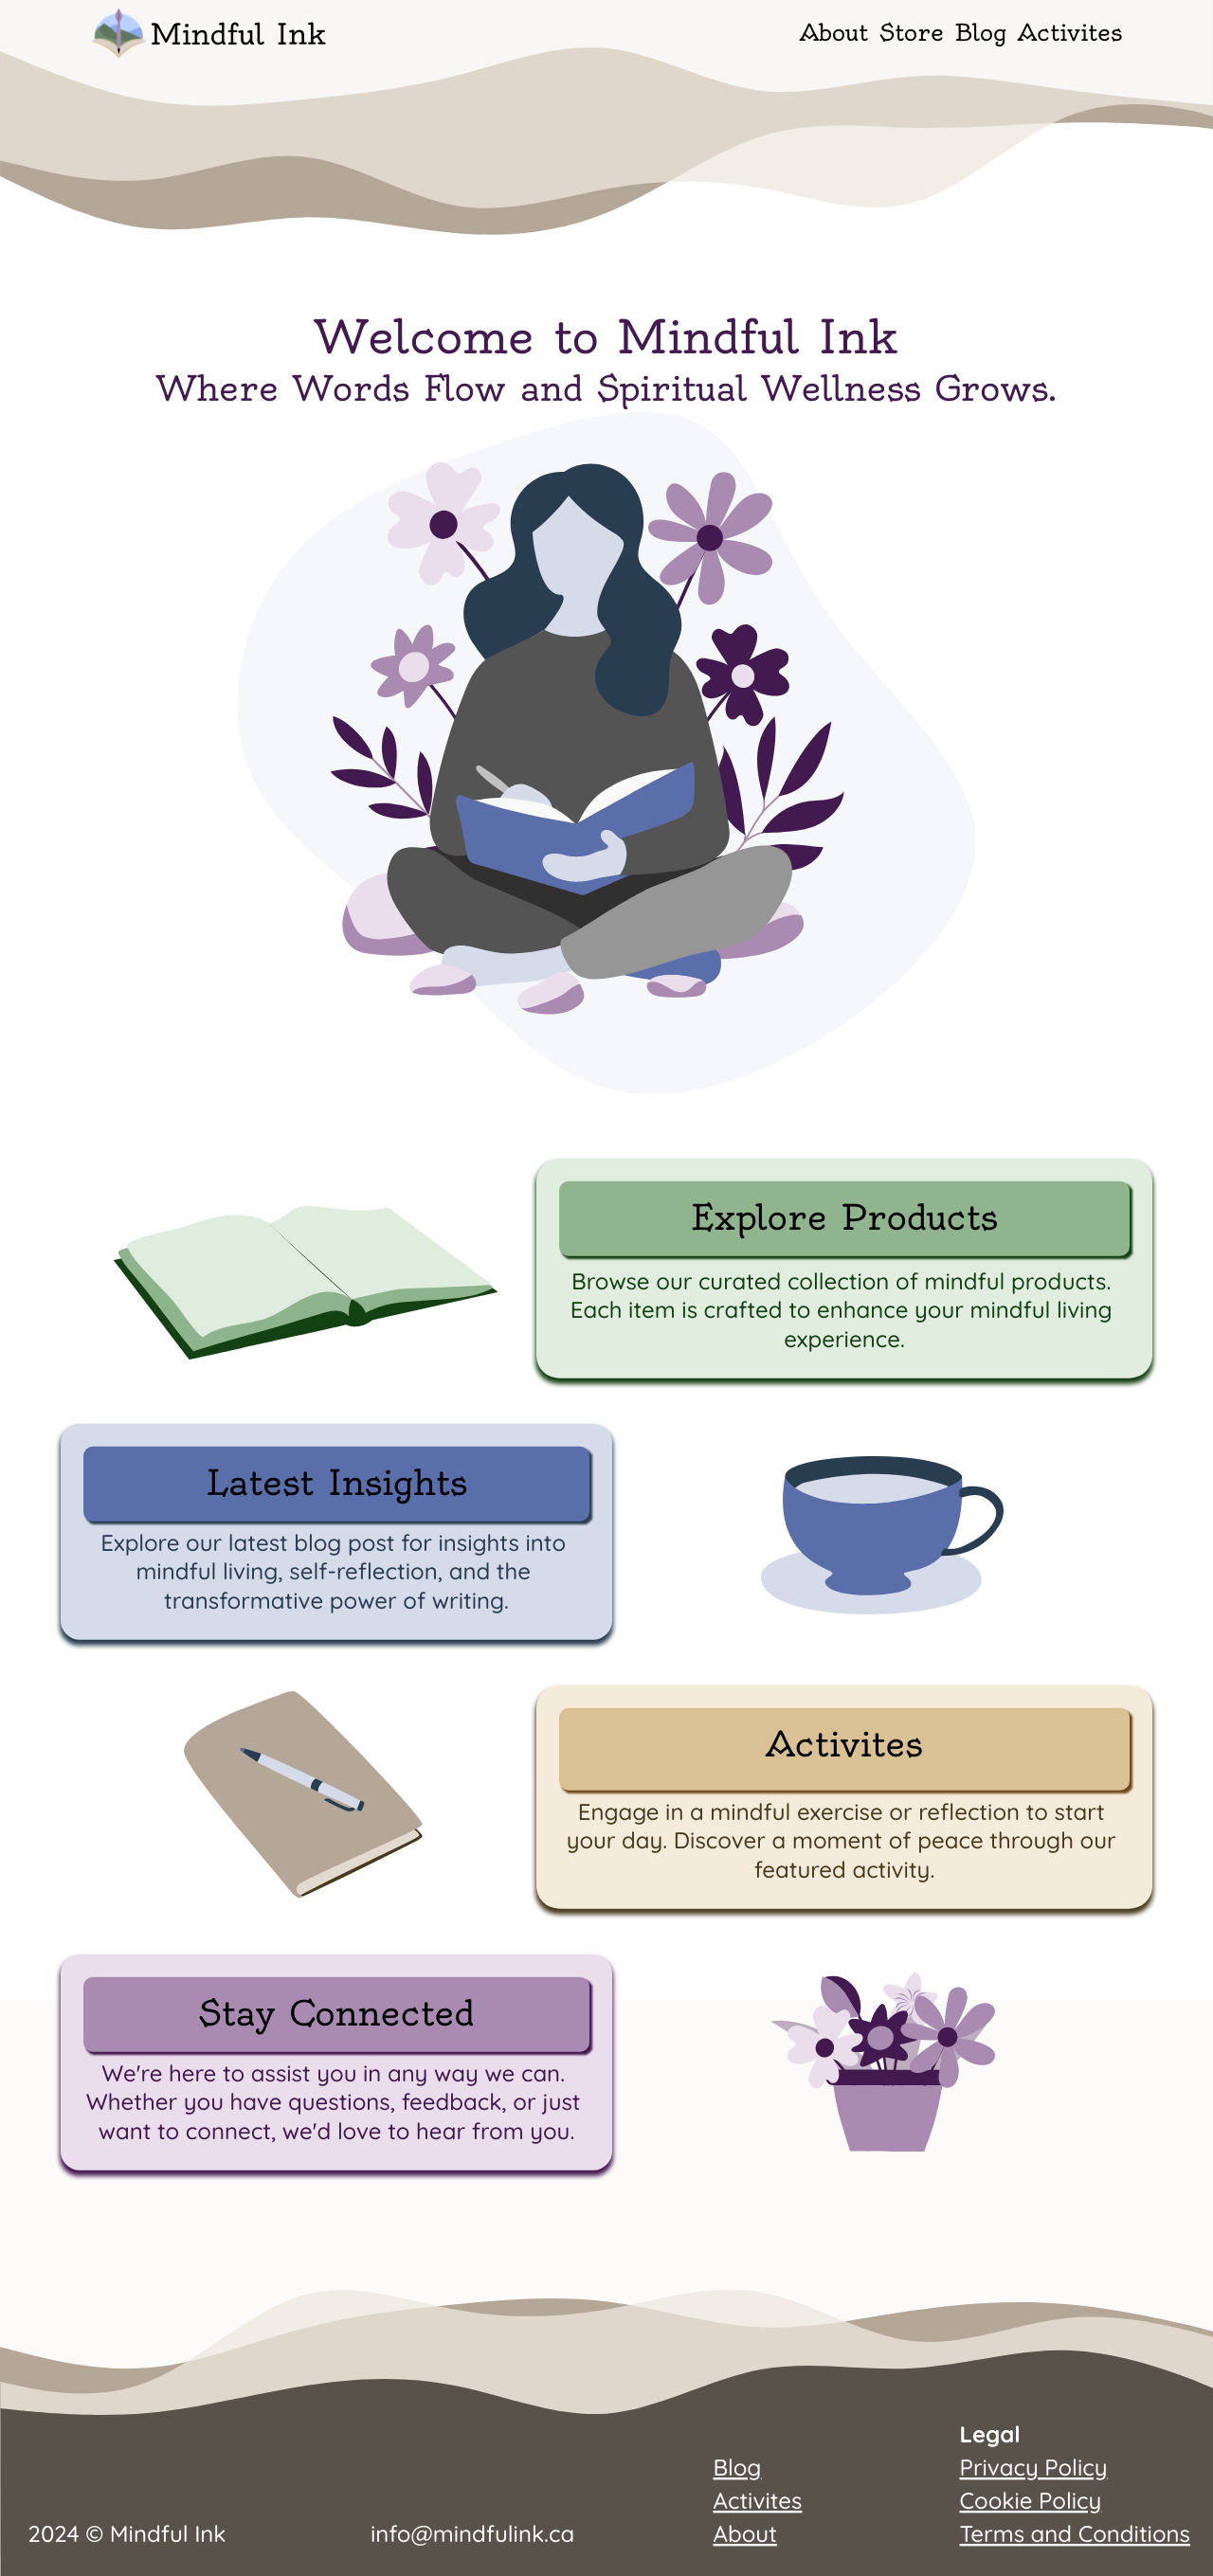 Mindful Ink
About Store Blog Activites
Welcome to Mindful Ink
Where Words Flow and Spiritual Wellness Grows.
Explore Products
Browse our curated collection of mindful products.
Each item is crafted to enhance your mindful living
experience.
Latest Insights
Explore our latest blog post for insights into
mindful living, self-reflection, and the
transformative power of writing.
Activites
Engage in a mindful exercise or reflection to start
your day. Discover a moment of peace through our
featured activity.
Stay Connected
We're here to assist you in any way we can.
Whether you have questions, feedback, or just
want to connect, we'd love to hear from you.
2024 © Mindful Ink
info@mindfulink.ca
Blog
Activites
About
Legal
Privacy Policy
Cookie Policy
Terms and Conditions